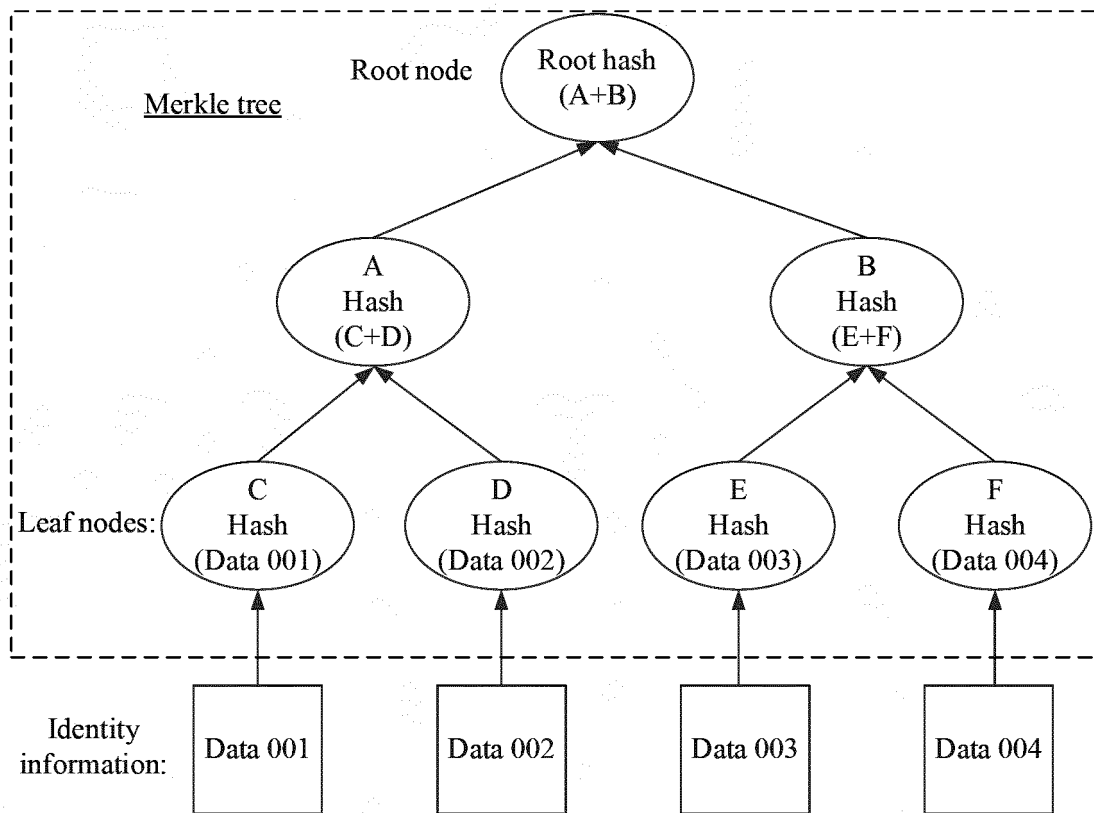 Root node
Root hash
(A+B)
Merkle tree
A
Hash
(C+D)
B
Hash
(E+F)
Leaf nodes:
C
Hash
(Data 001)
D
Hash
(Data 002)
E
Hash
(Data 003)
F
Hash
(Data 004)
Identity
information:
Data 001
Data 002
Data 003
Data 004